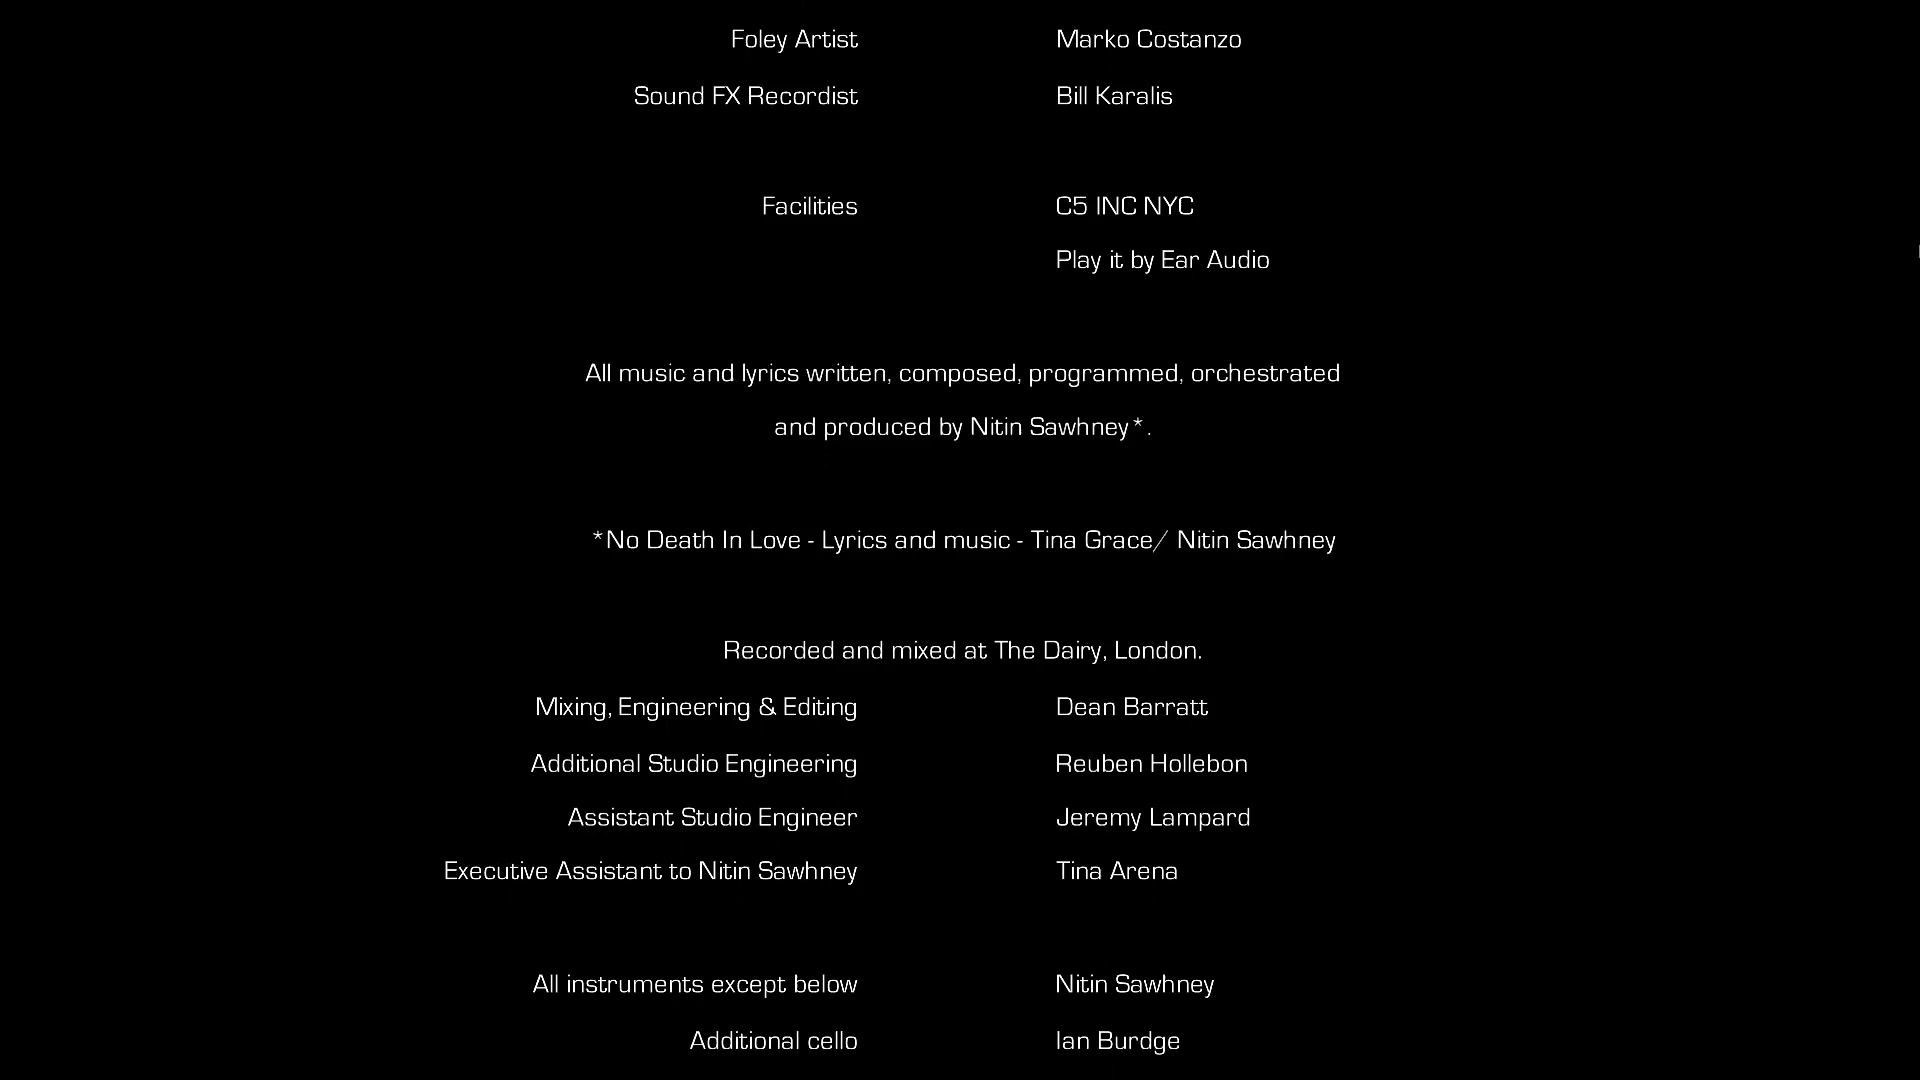 Foley Artist Marko Costanzo
Sound FX Recordist Bill Karalis
Facilities C5 INC NYC
Play it by Ear Audio
All music and lyrics written, composed, programmed, orchestrated
and produced by Nitin Sawhney*.
*No Death In Love - Lyrics and music - Tina Grace/ Nitin Sawhney
Recorded and mixed at The Dairy, London.
Mixing, Engineering & Editing Dean Barratt
Additional Studio Engineering Reuben Hollebon
Assistant Studio Engineer Jeremy Lampard
Executive Assistant to Nitin Sawhney Tina Arena
All instruments except below Nitin Sawhney
Additional cello Ian Burdge